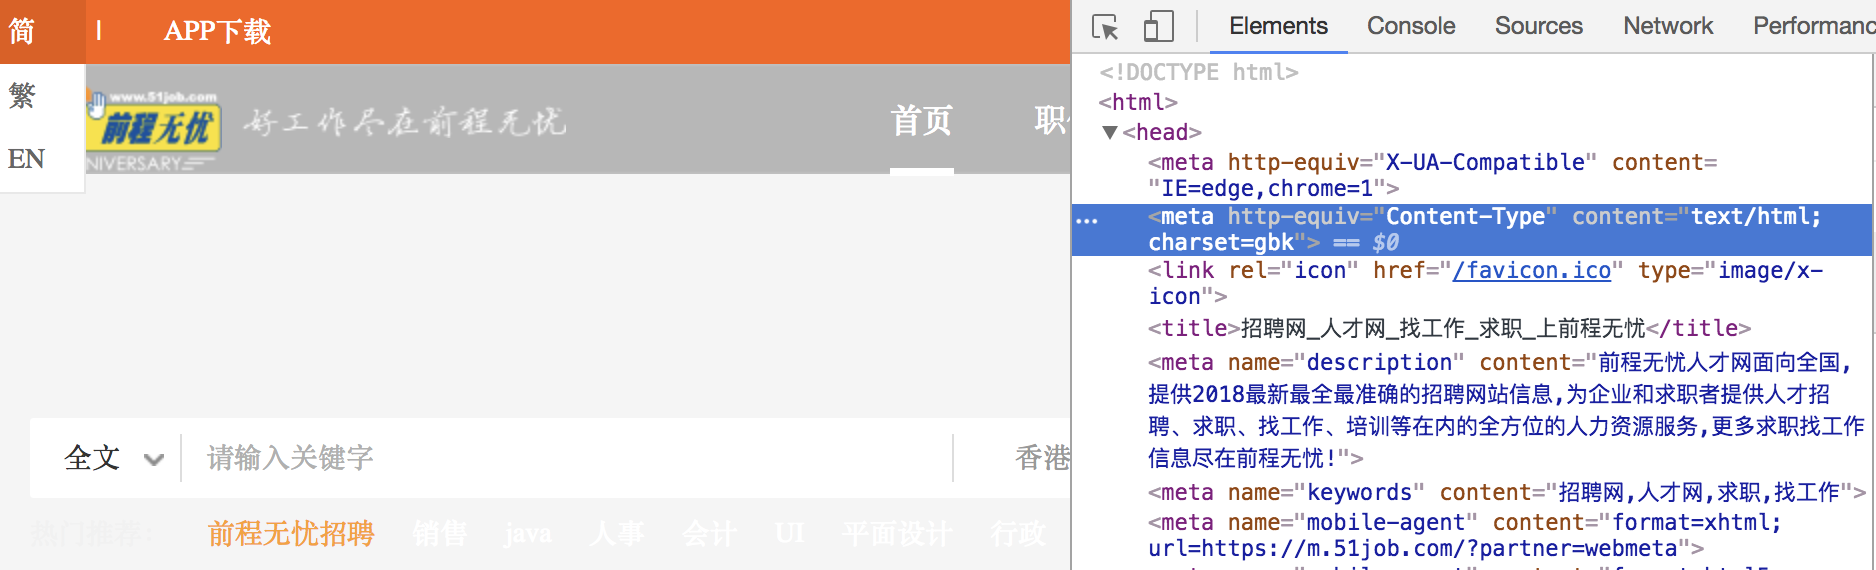 简 | APP下载
繁
EN
www.51job.com
前程无忧
NIVERSARY
好工作尽在前程无忧
首页
全文
请输入关键字
香港
热门推荐:
前程无忧招聘 销售 java 人事 会计 UI 平面设计 行政
Elements Console Sources Network Performanc
<!DOCTYPE html>
<html>
▼<head>
<meta http-equiv="X-UA-Compatible" content=
"IE=edge,chrome=1">
... <meta http-equiv="Content-Type" content="text/html;
charset=gbk"> == $0
<link rel="icon" href="/favicon.ico" type="image/x-
icon">
<title>招聘网_人才网_找工作_求职_上前程无忧</title>
<meta name="description" content="前程无忧人才网面向全国,
提供2018最新最全最准确的招聘网站信息,为企业和求职者提供人才招
聘、求职、找工作、培训等在内的全方位的人力资源服务,更多求职找工作
信息尽在前程无忧!">
<meta name="keywords" content="招聘网,人才网,求职,找工作">
<meta name="mobile-agent" content="format=xhtml;
url=https://m.51job.com/?partner=webmeta">